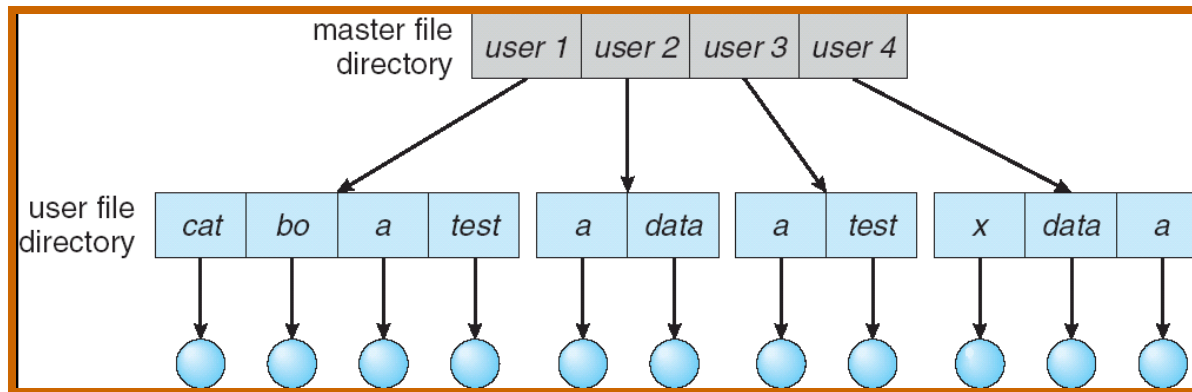 master file directory
user 1 user 2 user 3 user 4
user file directory
cat bo a test a data a test x data a